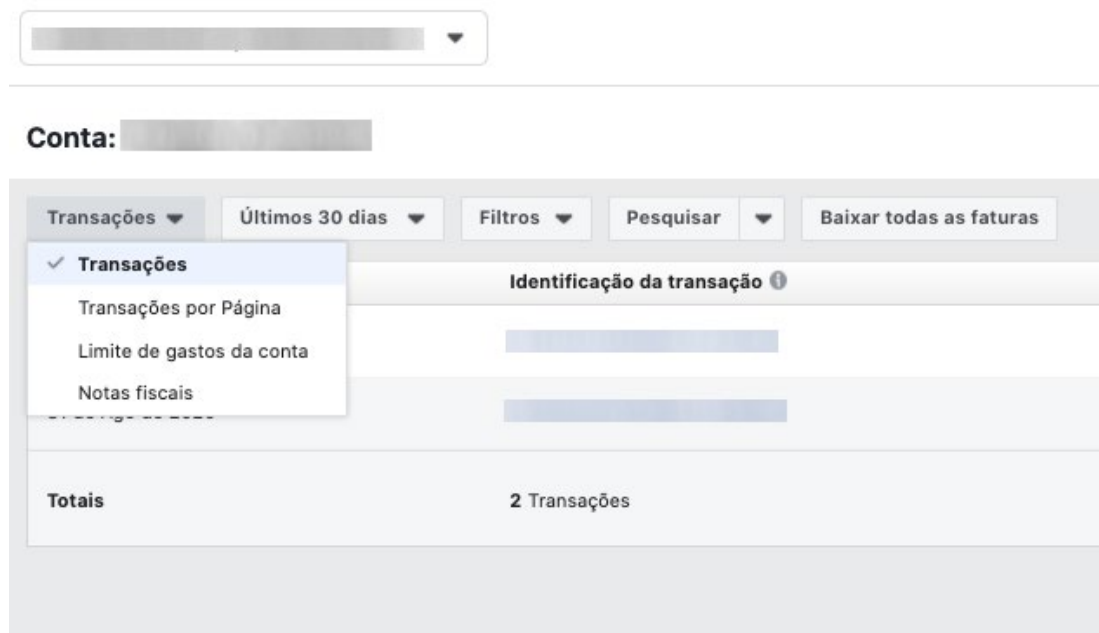 Conta:
Transações Últimos 30 dias Filtros Pesquisar Baixar todas as faturas
Transações
Identificação da transação
Transações por Página
Limite de gastos da conta
Notas fiscais
Totais 2 Transações